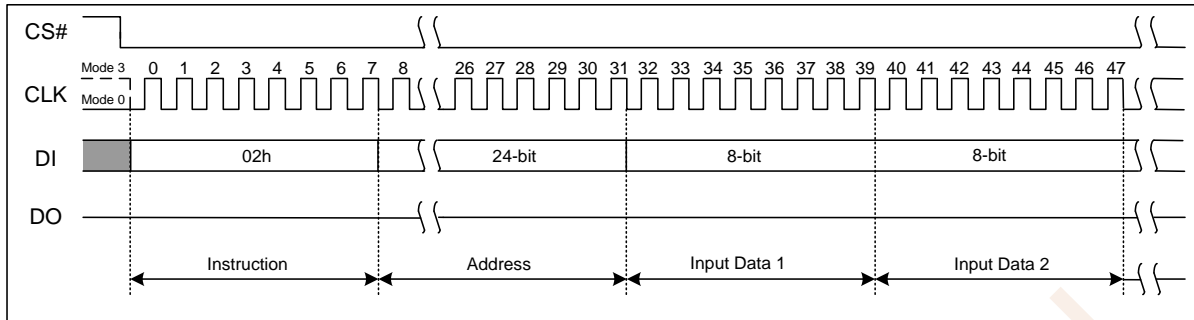 CS#
Mode 3 0 1 2 3 4 5 6 7 8 26 27 28 29 30 31 32 33 34 35 36 37 38 39 40 41 42 43 44 45 46 47
CLK
Mode 0
DI 02h 24-bit 8-bit 8-bit
DO
Instruction Address Input Data 1 Input Data 2